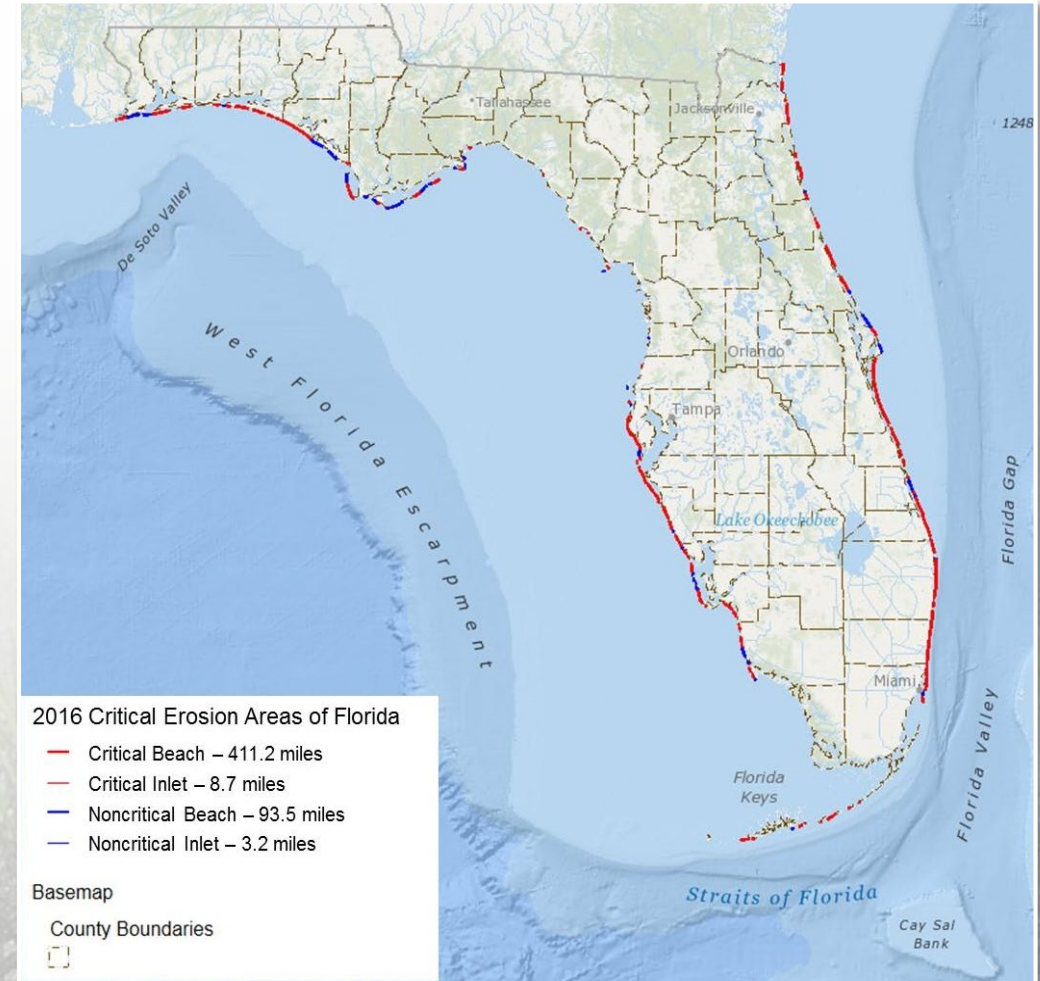 Tallahassee
Jacksonville
1248
De Soto Valley
West Florida Escarpment
Orlando
Tampa
Lake Okeechobee
Florida Gap
Miami
2016 Critical Erosion Areas of Florida
Critical Beach – 411.2 miles
Critical Inlet – 8.7 miles
Noncritical Beach – 93.5 miles
Noncritical Inlet – 3.2 miles
Basemap
County Boundaries
Florida
Keys
Florida Valley
Straits of Florida
Cay Sal
Bank